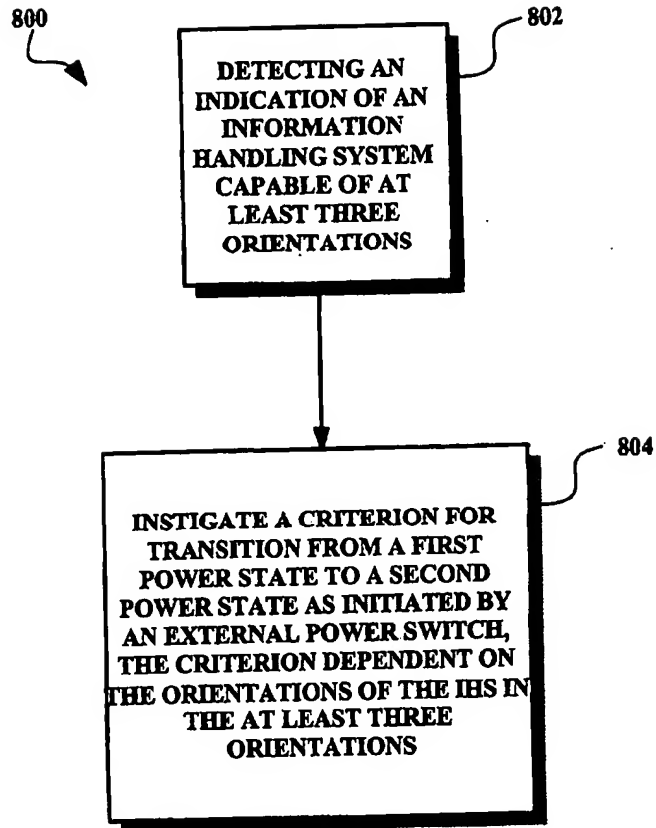 800
802
DETECTING AN
INDICATION OF AN
INFORMATION
HANDLING SYSTEM
CAPABLE OF AT
LEAST THREE
ORIENTATIONS
804
INSTIGATE A CRITERION FOR
TRANSITION FROM A FIRST
POWER STATE TO A SECOND
POWER STATE AS INITIATED BY
AN EXTERNAL POWER SWITCH,
THE CRITERION DEPENDENT ON
THE ORIENTATIONS OF THE IHS IN
THE AT LEAST THREE
ORIENTATIONS